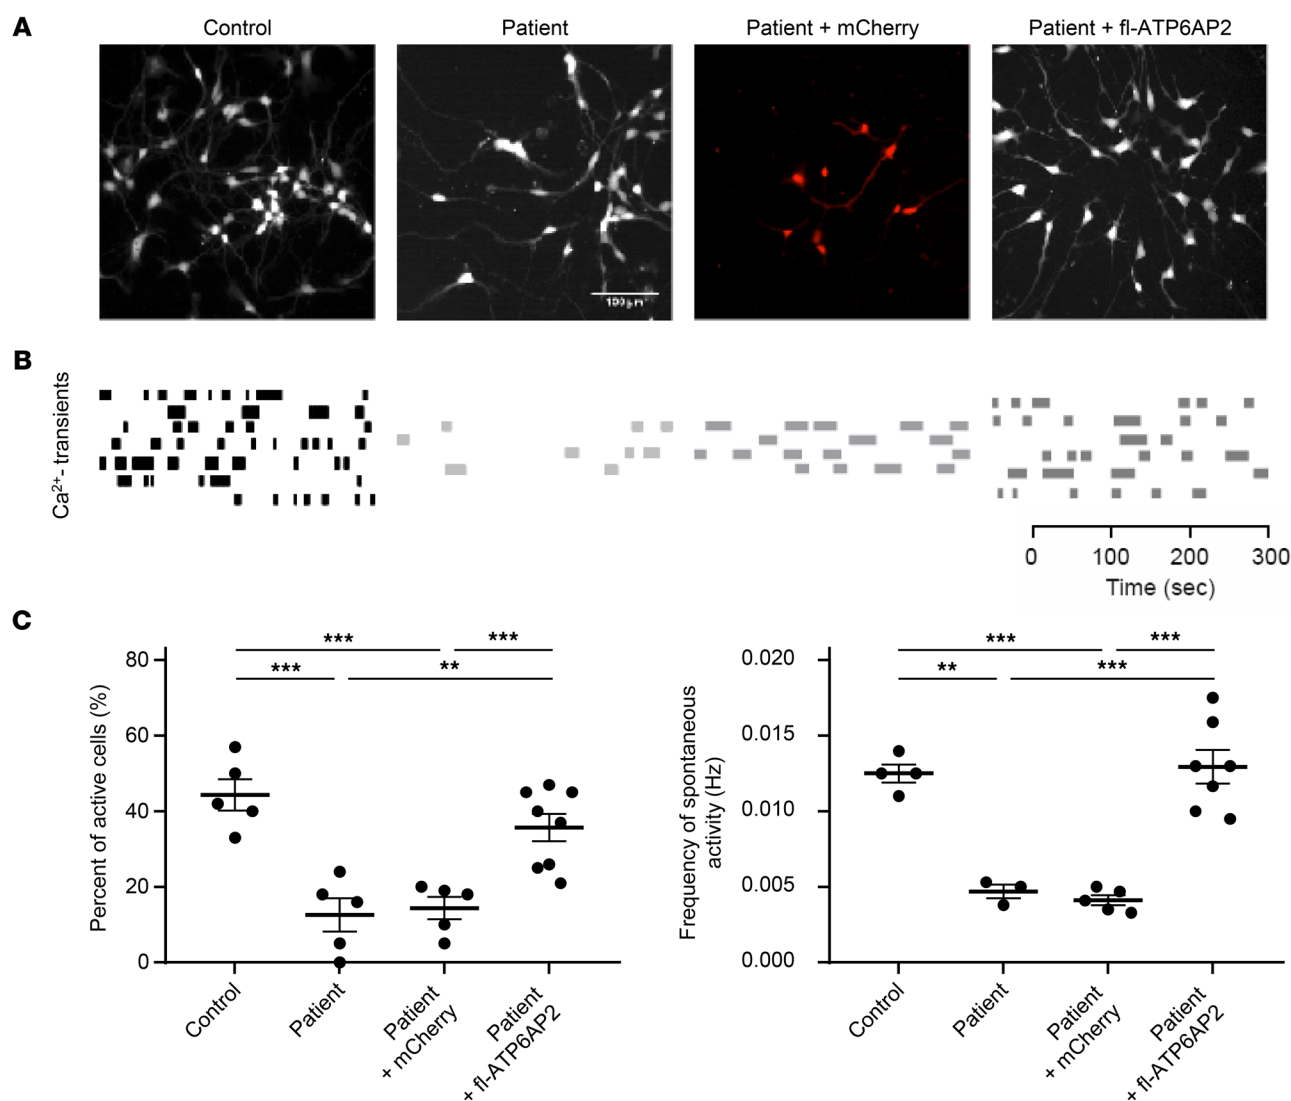 A
Control
Patient
Patient + mCherry
Patient + fl-ATP6AP2
100µm
B
Ca2+- transients
0 100 200 300
Time (sec)
C
*** ***
*** **
80
60
40
20
0
Percent of active cells (%)
Control
Patient
Patient
+ mCherry
Patient
+ fl-ATP6AP2
*** ***
** ***
0.020
0.015
0.010
0.005
0.000
Frequency of spontaneous
activity (Hz)
Control
Patient
Patient
+ mCherry
Patient
+ fl-ATP6AP2